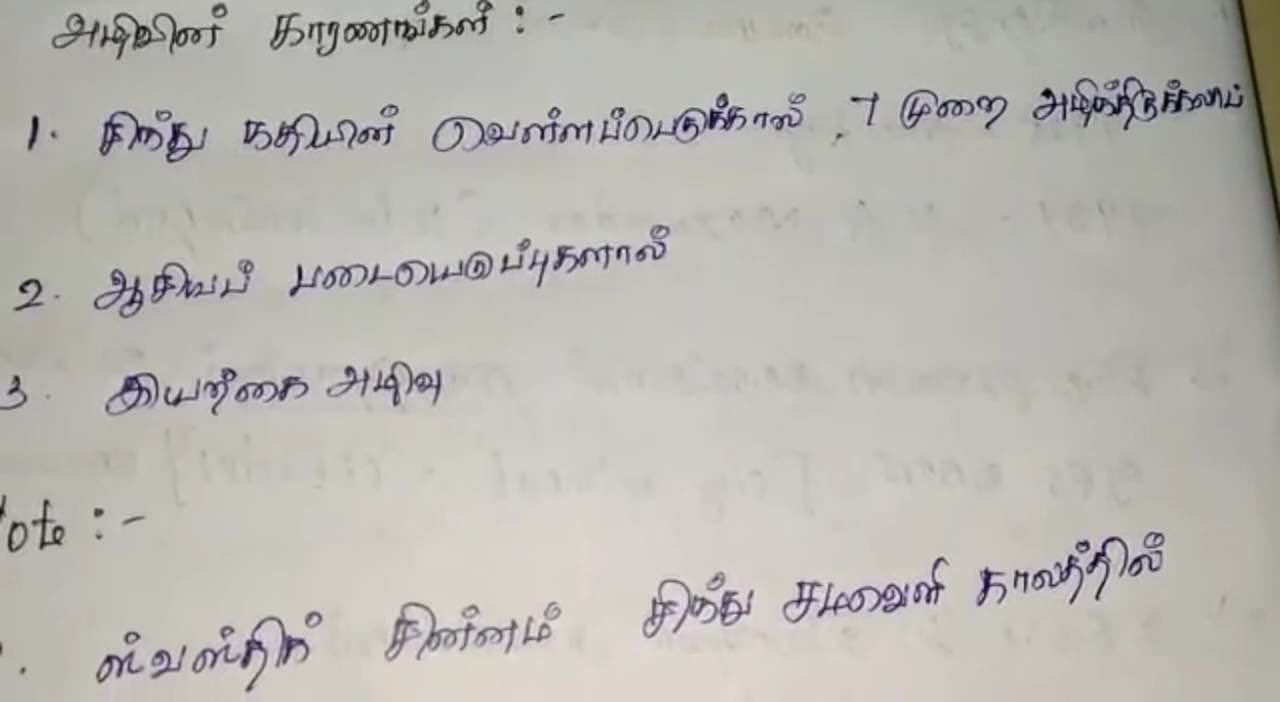 அழிவின் காரணங்கள் : -
1. சிந்து நதியின் வெள்ளப்பெருக்கால் , 7 முறை அழிந்திருக்கலாம்
2. ஆரியப் படையெடுப்புகளால்
3. இயற்கை அழிவு
Note : -
. ஸ்வஸ்திக் சின்னம் சிந்து சமவெளி காலத்தில்